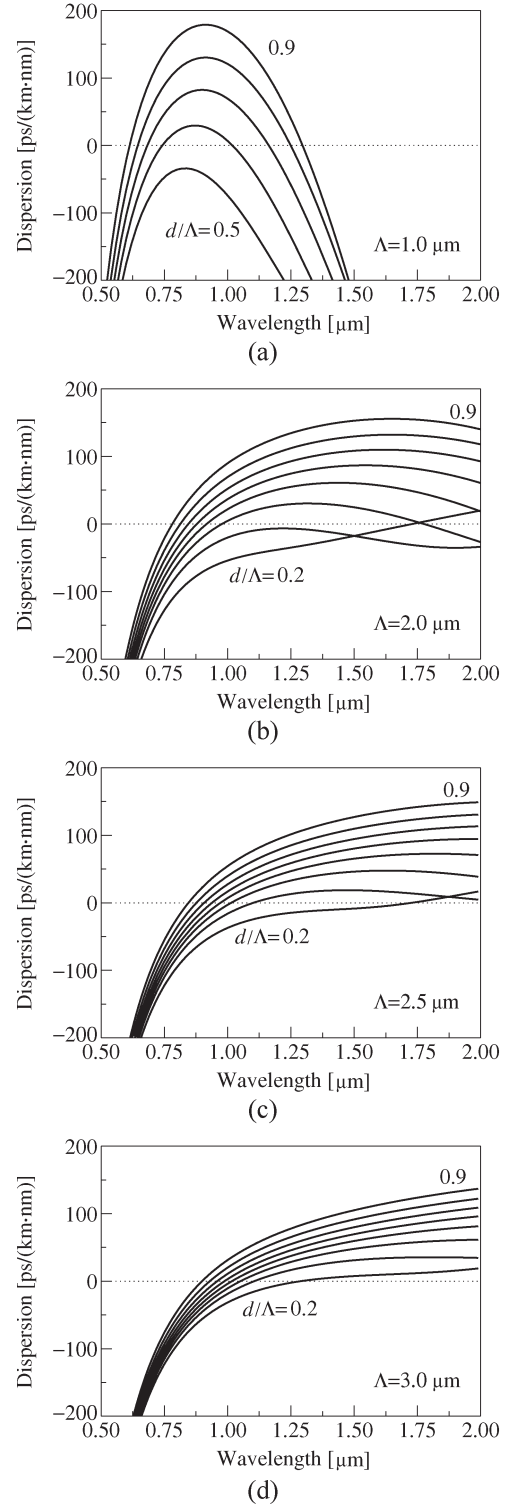 200
100
0
−100
200
Dispersion [ps/(km·nm)]
0.9
d/Λ=0.5
Λ=1.0 μm
0.50 0.75 1.00 1.25 1.50 1.75 2.00
Wavelength [μm]
(a)
200
100
0
−100
−200
Dispersion [ps/(km·nm)]
0.9
d/Λ=0.2
Λ=2.0 μm
0.50 0.75 1.00 1.25 1.50 1.75 2.00
Wavelength [μm]
(b)
200
100
0
−100
−200
Dispersion [ps/(km·nm)]
0.9
d/Λ=0.2
Λ=2.5 μm
0.50 0.75 1.00 1.25 1.50 1.75 2.00
Wavelength [μm]
(c)
200
100
0
−100
−200
Dispersion [ps/(km·nm)]
0.9
d/Λ=0.2
Λ=3.0 μm
0.50 0.75 1.00 1.25 1.50 1.75 2.00
Wavelength [μm]
(d)